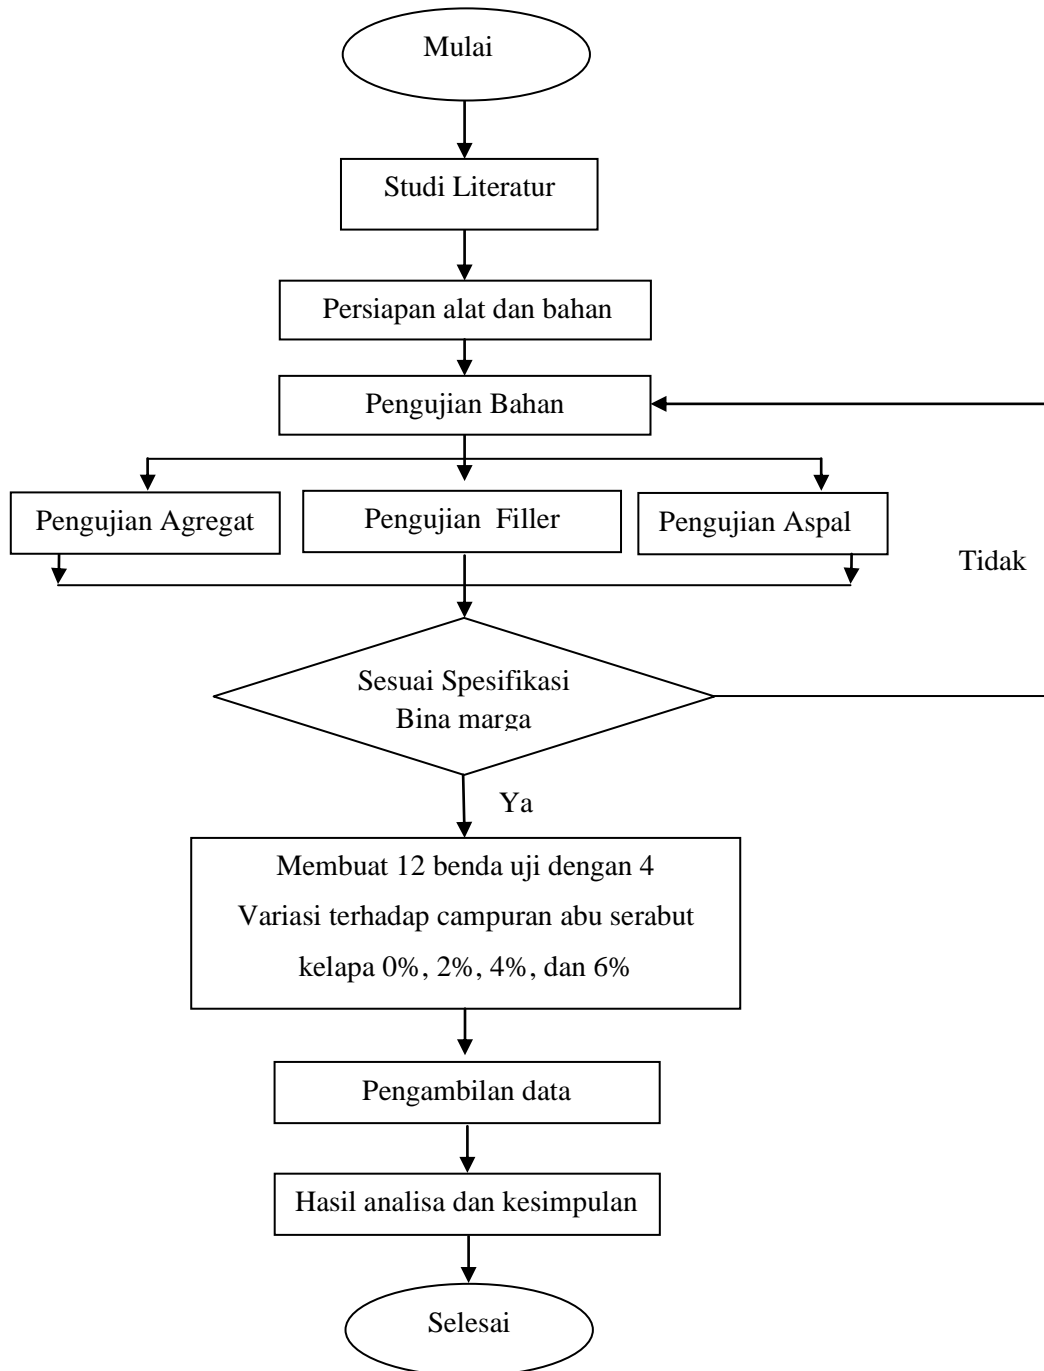 Mulai
Studi Literatur
Persiapan alat dan bahan
Pengujian Bahan
Pengujian Agregat
Pengujian Filler
Pengujian Aspal
Tidak
Sesuai Spesifikasi
Bina marga
Ya
Membuat 12 benda uji dengan 4
Variasi terhadap campuran abu serabut
kelapa 0%, 2%, 4%, dan 6%
Pengambilan data
Hasil analisa dan kesimpulan
Selesai